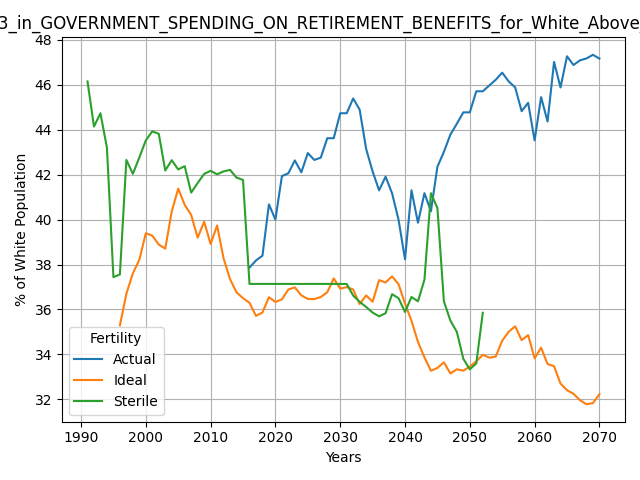 3_in_GOVERNMENT_SPENDING_ON_RETIREMENT_BENEFITS_for_White_Above_
48
46
44
42
40
38
36
34
32
% of White Population
Fertility
Actual
Ideal
Sterile
1990 2000 2010 2020 2030 2040 2050 2060 2070
Years